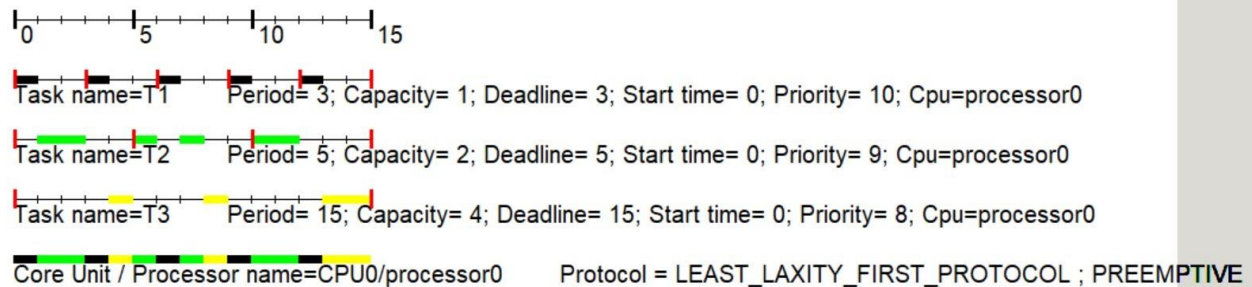 0 5 10 15
Task name=T1 Period= 3; Capacity= 1; Deadline= 3; Start time= 0; Priority= 10; Cpu=processor0
Task name=T2 Period= 5; Capacity= 2; Deadline= 5; Start time= 0; Priority= 9; Cpu=processor0
Task name=T3 Period= 15; Capacity= 4; Deadline= 15; Start time= 0; Priority= 8; Cpu=processor0
Core Unit / Processor name=CPU0/processor0 Protocol = LEAST_LAXITY_FIRST_PROTOCOL ; PREEMPTIVE